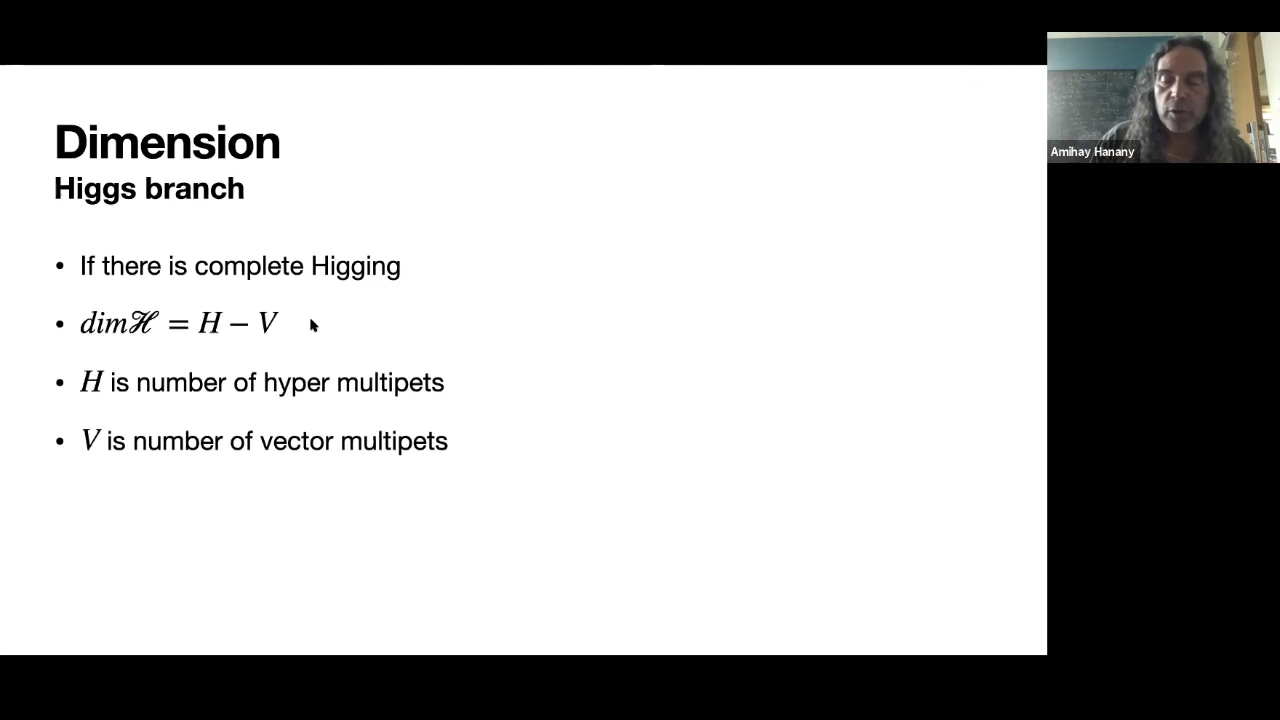 Dimension
Higgs branch
• If there is complete Higging
• dimℋ = H − V
• H is number of hyper multipets
• V is number of vector multipets
Amihay Hanany